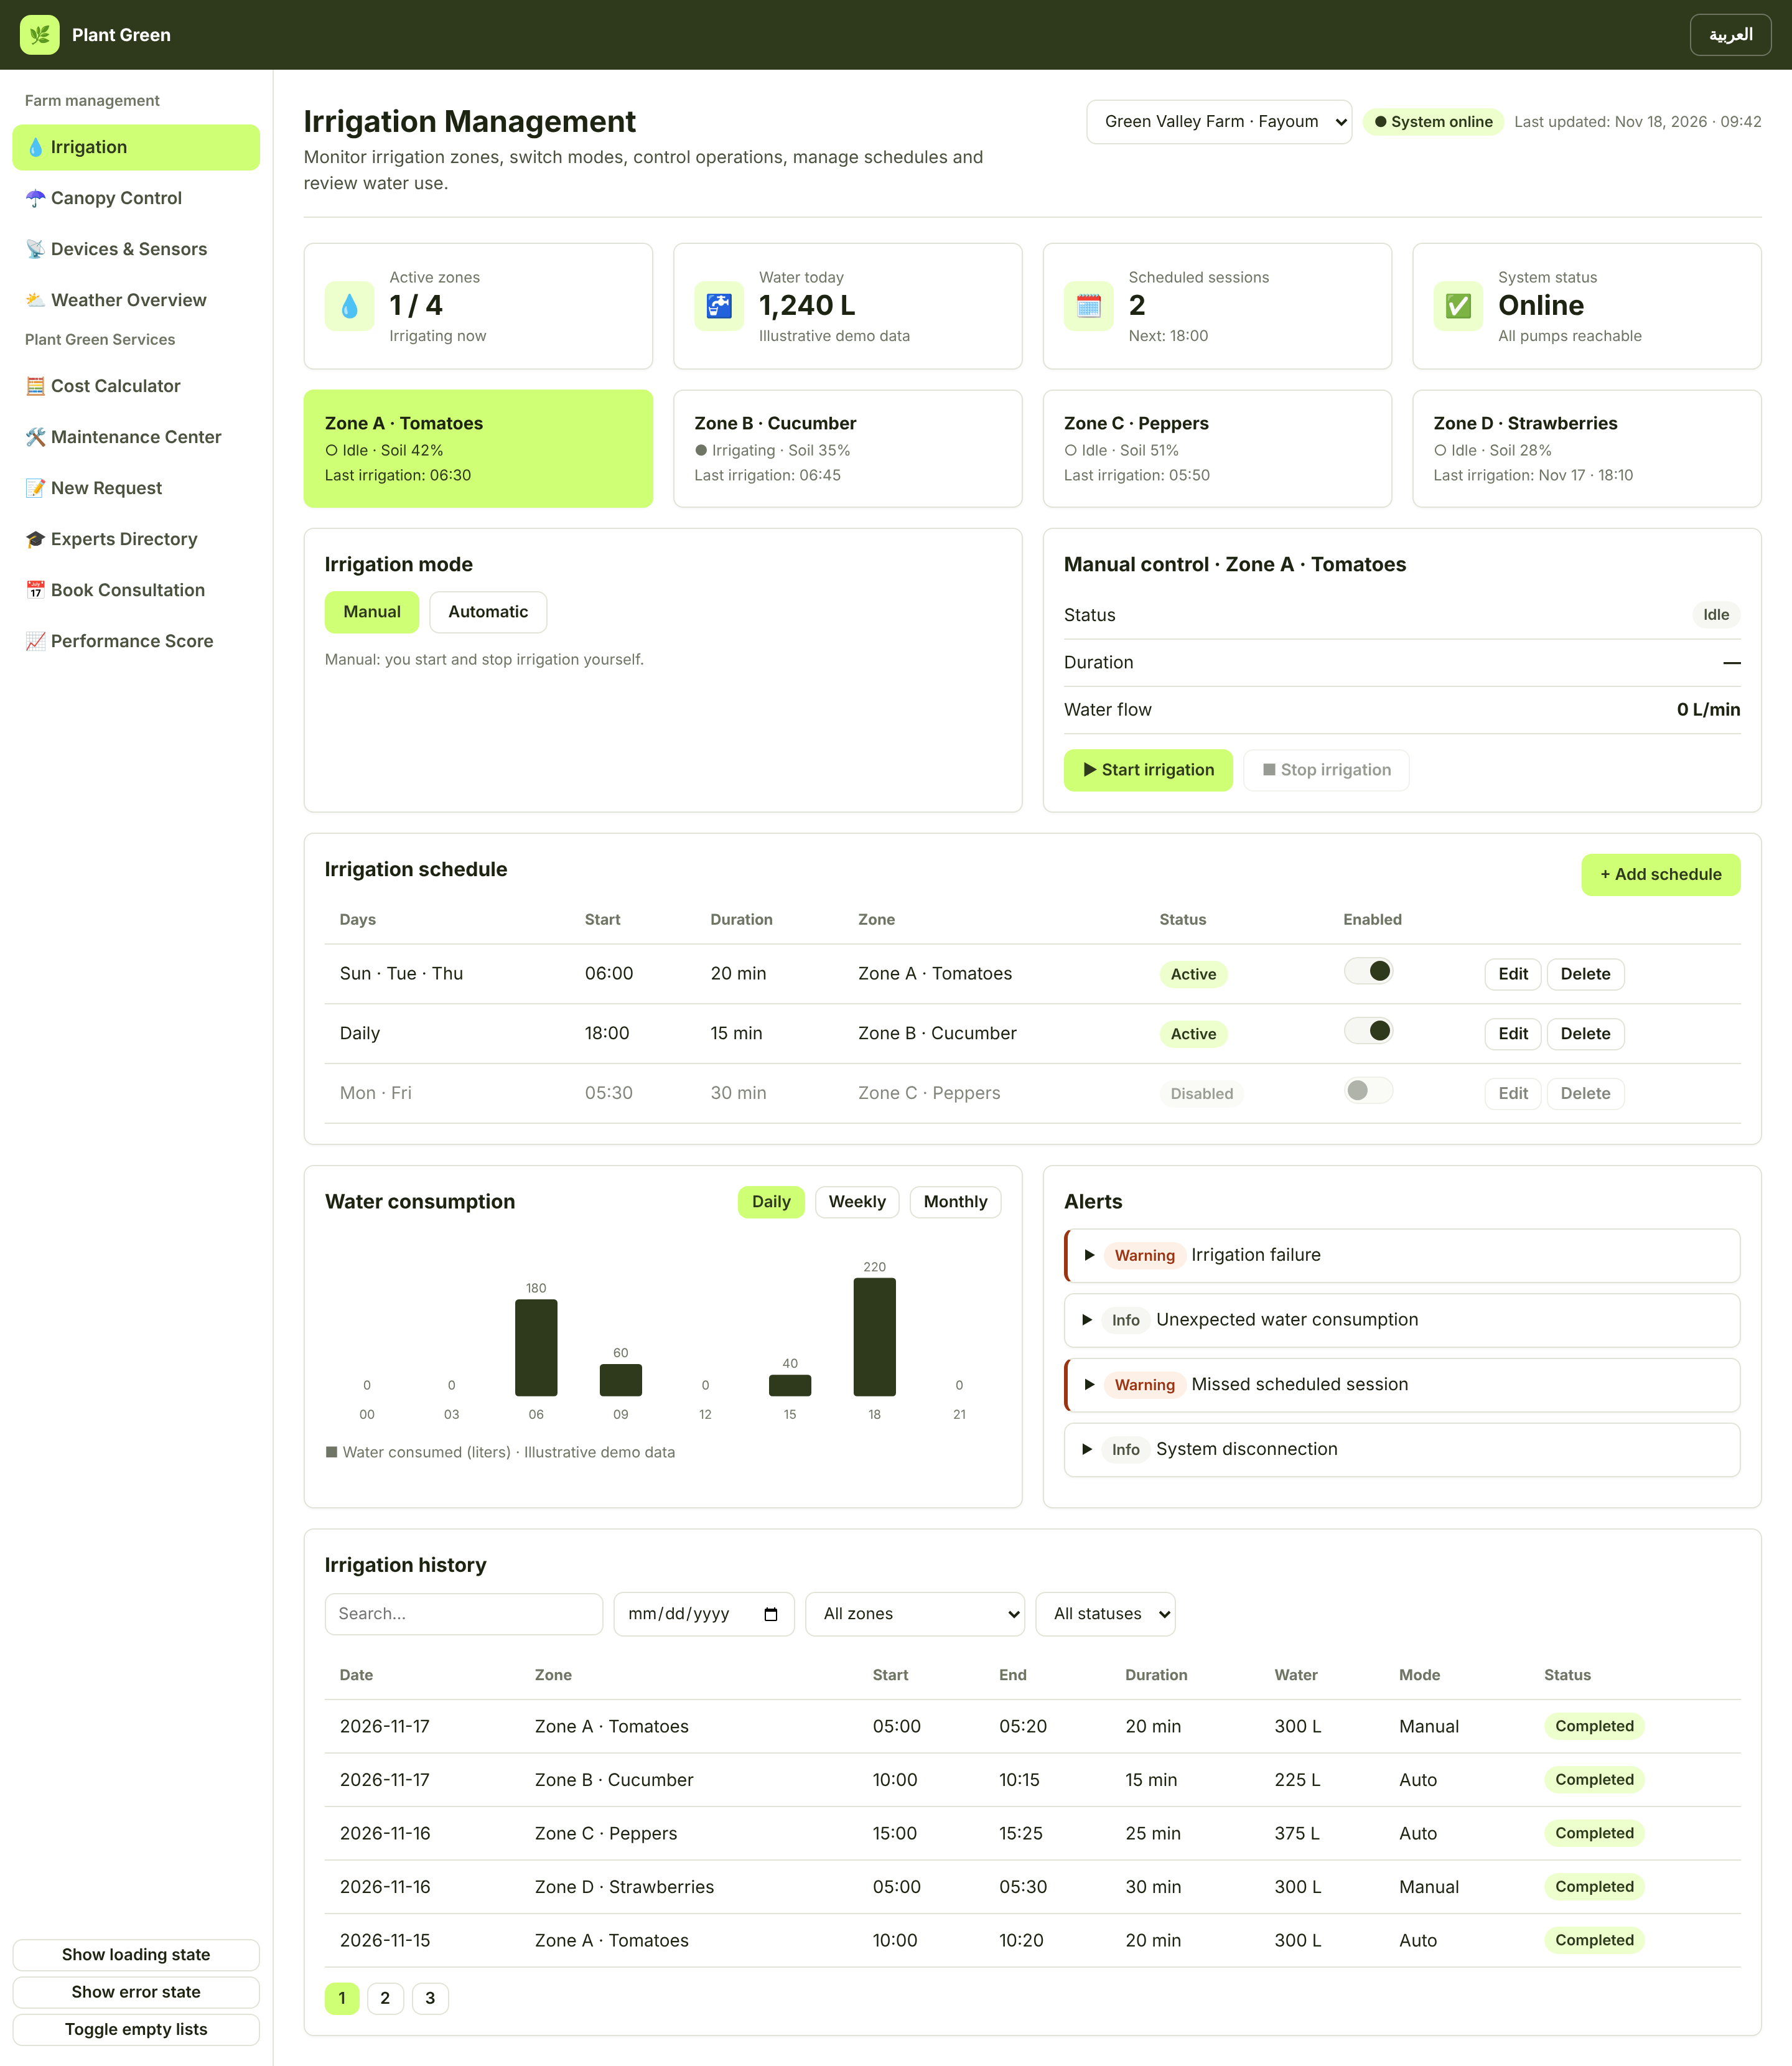 Plant Green
العربية
Farm management
Irrigation
Canopy Control
Devices & Sensors
Weather Overview
Plant Green Services
Cost Calculator
Maintenance Center
New Request
Experts Directory
Book Consultation
Performance Score
Show loading state
Show error state
Toggle empty lists
Irrigation Management
Monitor irrigation zones, switch modes, control operations, manage schedules and
review water use.
Green Valley Farm · Fayoum
● System online
Last updated: Nov 18, 2026 · 09:42
Active zones
1 / 4
Irrigating now
Water today
1,240 L
Illustrative demo data
Scheduled sessions
2
Next: 18:00
System status
Online
All pumps reachable
Zone A · Tomatoes
○ Idle · Soil 42%
Last irrigation: 06:30
Zone B · Cucumber
● Irrigating · Soil 35%
Last irrigation: 06:45
Zone C · Peppers
○ Idle · Soil 51%
Last irrigation: 05:50
Zone D · Strawberries
○ Idle · Soil 28%
Last irrigation: Nov 17 · 18:10
Irrigation mode
Manual Automatic
Manual: you start and stop irrigation yourself.
Manual control · Zone A · Tomatoes
Status Idle
Duration —
Water flow 0 L/min
▶ Start irrigation ■ Stop irrigation
Irrigation schedule
+ Add schedule
Days Start Duration Zone Status Enabled
Sun · Tue · Thu 06:00 20 min Zone A · Tomatoes Active Edit Delete
Daily 18:00 15 min Zone B · Cucumber Active Edit Delete
Mon · Fri 05:30 30 min Zone C · Peppers Disabled Edit Delete
Water consumption
Daily Weekly Monthly
0 0 180 60 0 40 220 0
00 03 06 09 12 15 18 21
■ Water consumed (liters) · Illustrative demo data
Alerts
▶ Warning Irrigation failure
▶ Info Unexpected water consumption
▶ Warning Missed scheduled session
▶ Info System disconnection
Irrigation history
Search... mm/dd/yyyy All zones All statuses
Date Zone Start End Duration Water Mode Status
2026-11-17 Zone A · Tomatoes 05:00 05:20 20 min 300 L Manual Completed
2026-11-17 Zone B · Cucumber 10:00 10:15 15 min 225 L Auto Completed
2026-11-16 Zone C · Peppers 15:00 15:25 25 min 375 L Auto Completed
2026-11-16 Zone D · Strawberries 05:00 05:30 30 min 300 L Manual Completed
2026-11-15 Zone A · Tomatoes 10:00 10:20 20 min 300 L Auto Completed
1 2 3